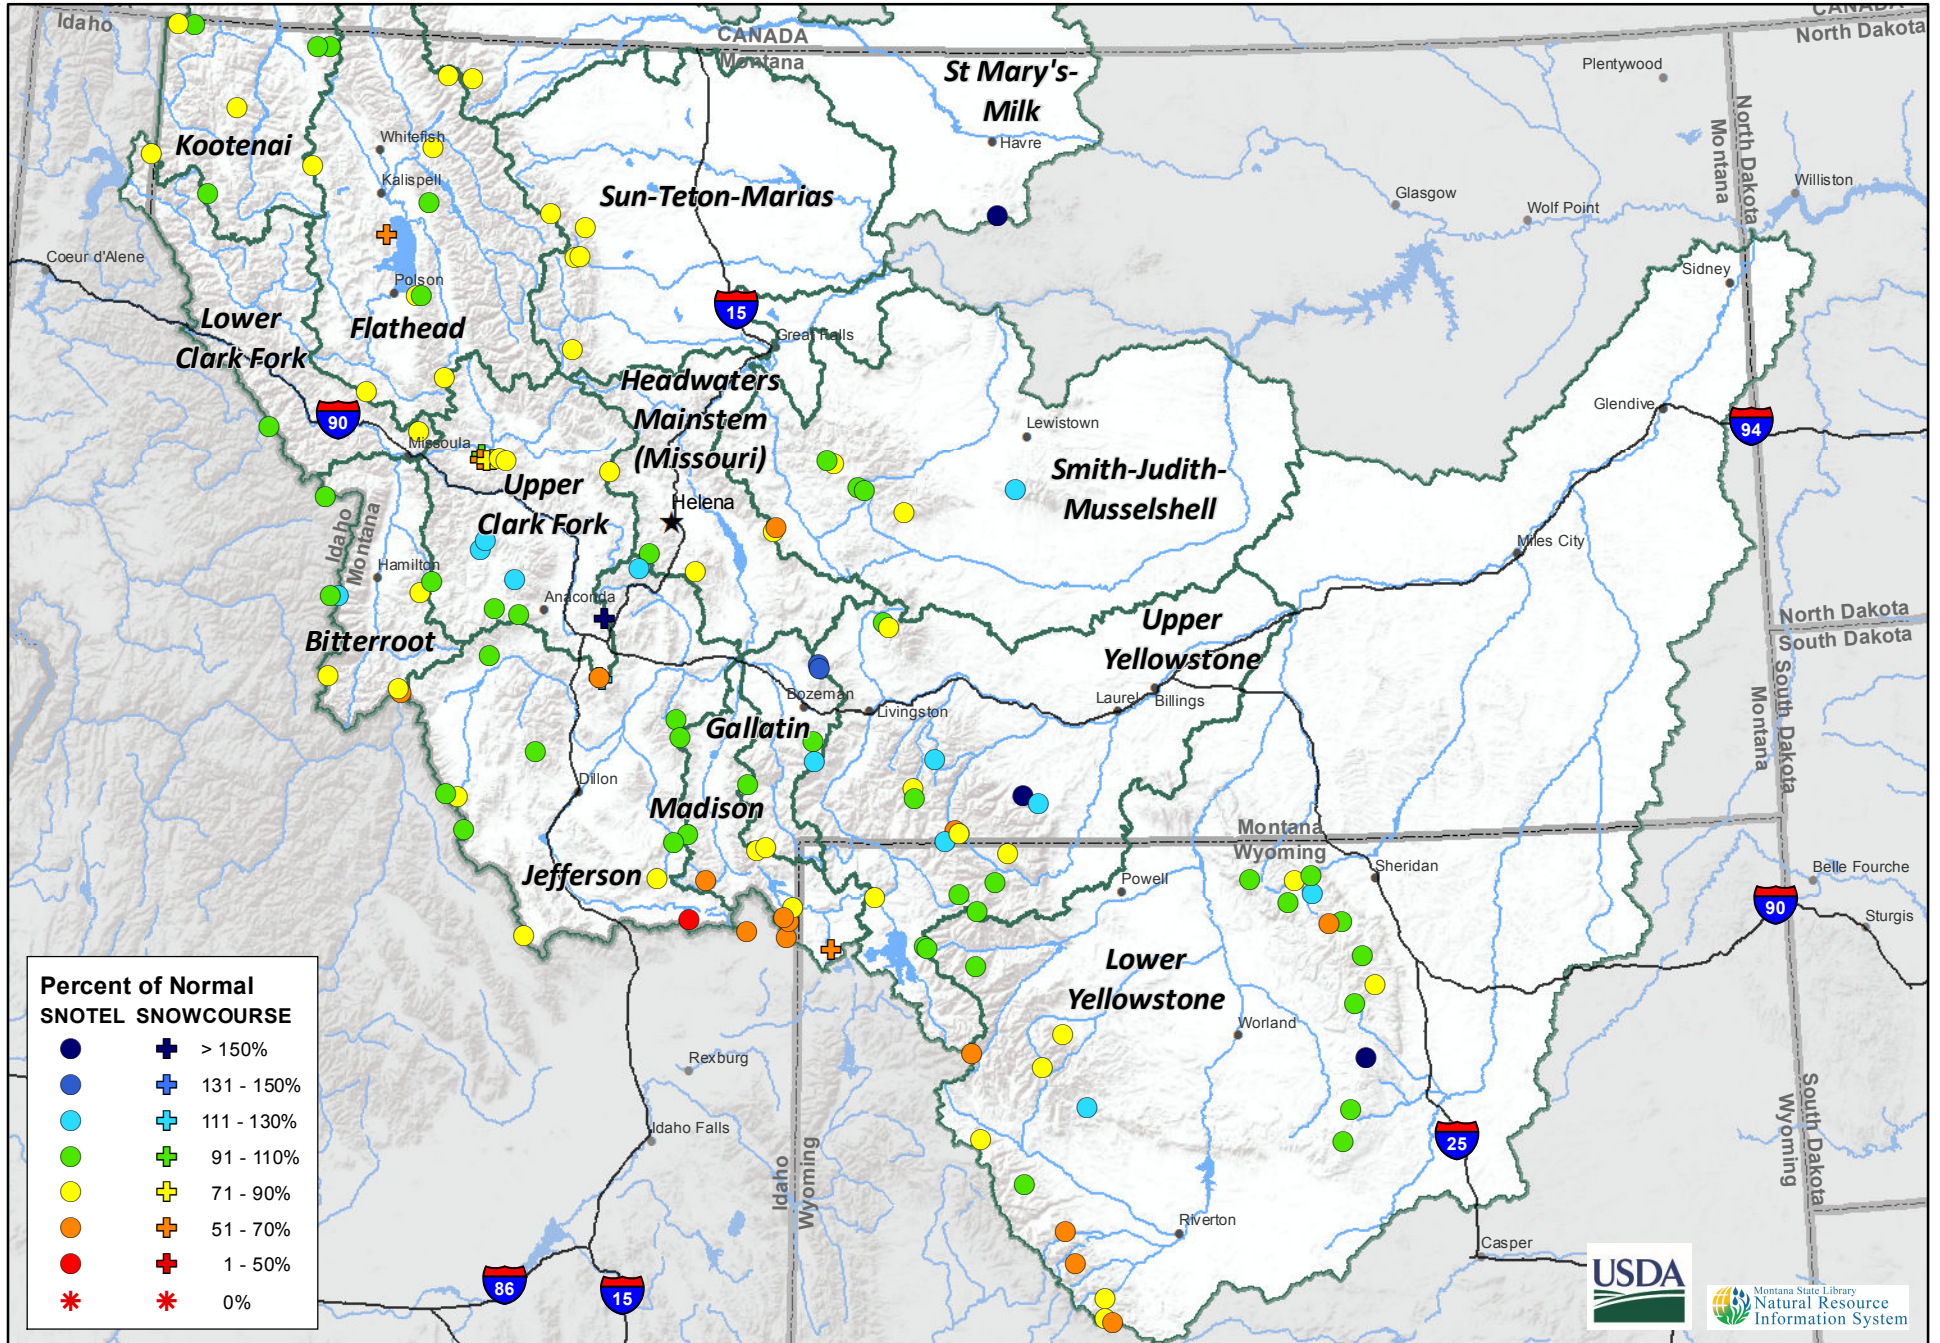 Idaho
CANADA
Montana
CANADA
North Dakota
St Mary's-
Milk
Plentywood
Havre
North Dakota
Montana
Kootenai
Whitefish
Kalispell
Sun-Teton-Marias
Glasgow
Wolf Point
Williston
Coeur d'Alene
Polson
Sidney
Lower
Clark Fork
Flathead
15
Great Falls
Headwaters
Mainstem
(Missouri)
90
Missoula
Lewistown
Glendive
94
Upper
Clark Fork
Helena
Smith-Judith-
Musselshell
Idaho
Montana
Hamilton
Miles City
Anaconda
Bitterroot
Upper
Yellowstone
North Dakota
South Dakota
South Dakota
Montana
Bozeman
Livingston
Laurel
Billings
Gallatin
Dillon
Madison
Jefferson
Montana
Wyoming
Sheridan
Powell
Belle Fourche
90
Sturgis
Lower
Yellowstone
Worland
Percent of Normal
SNOTEL SNOWCOURSE
> 150%
131 - 150%
111 - 130%
91 - 110%
71 - 90%
51 - 70%
1 - 50%
0%
Rexburg
Idaho Falls
Idaho
Wyoming
25
South Dakota
Wyoming
Riverton
Casper
86
15
USDA
Montana State Library
Natural Resource
Information System